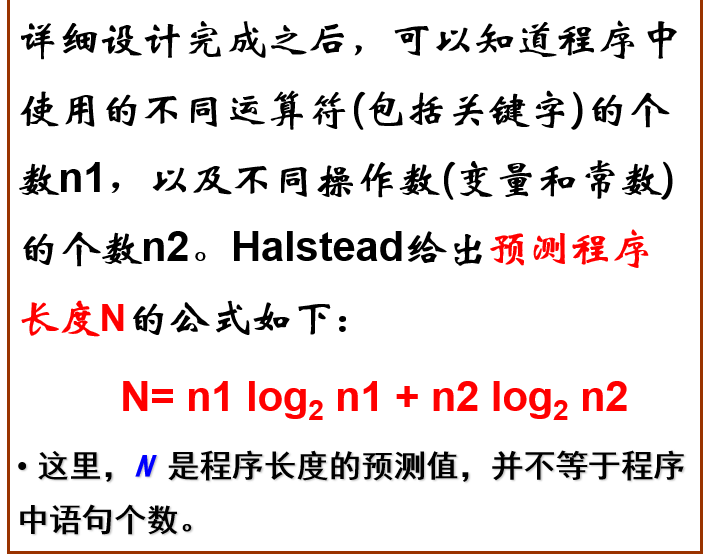 详细设计完成之后，可以知道程序中
使用的不同运算符(包括关键字)的个
数n1，以及不同操作数(变量和常数)
的个数n2。Halstead给出预测程序
长度N的公式如下：
N= n1 log₂ n1 + n2 log₂ n2
• 这里，N 是程序长度的预测值，并不等于程序
中语句个数。